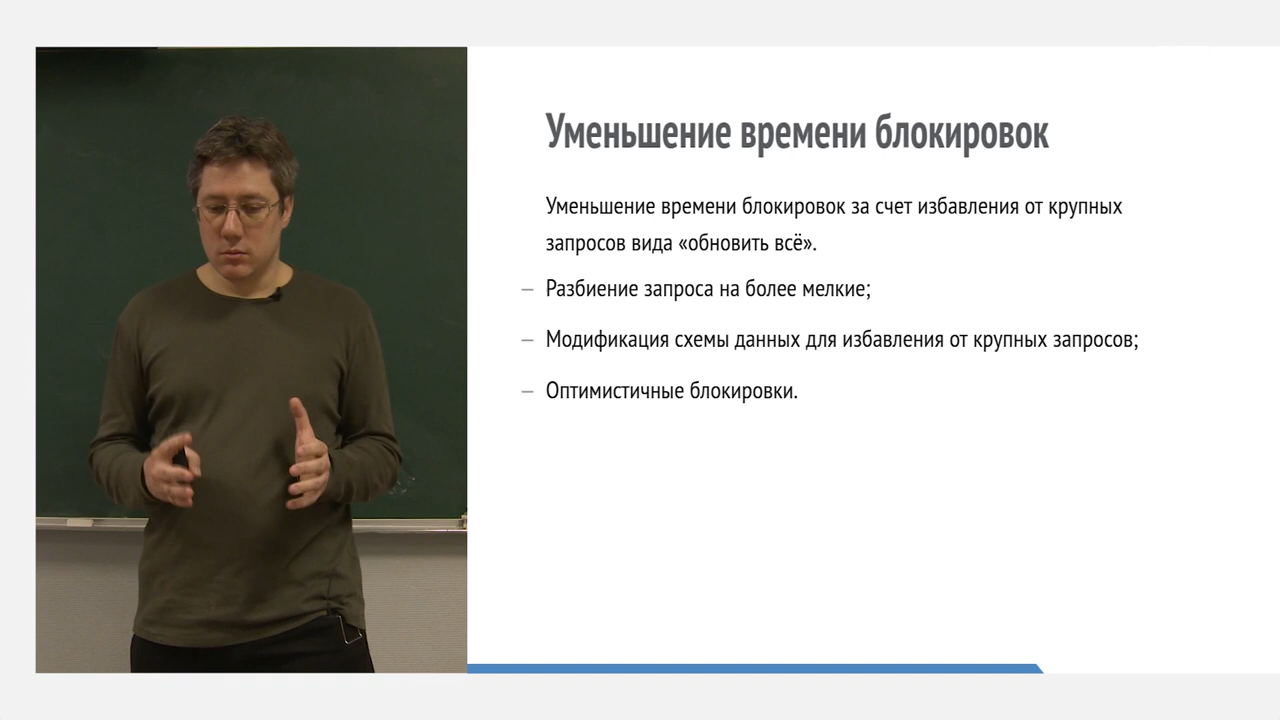 Уменьшение времени блокировок
Уменьшение времени блокировок за счет избавления от крупных
запросов вида «обновить всё».
– Разбиение запроса на более мелкие;
– Модификация схемы данных для избавления от крупных запросов;
– Оптимистичные блокировки.